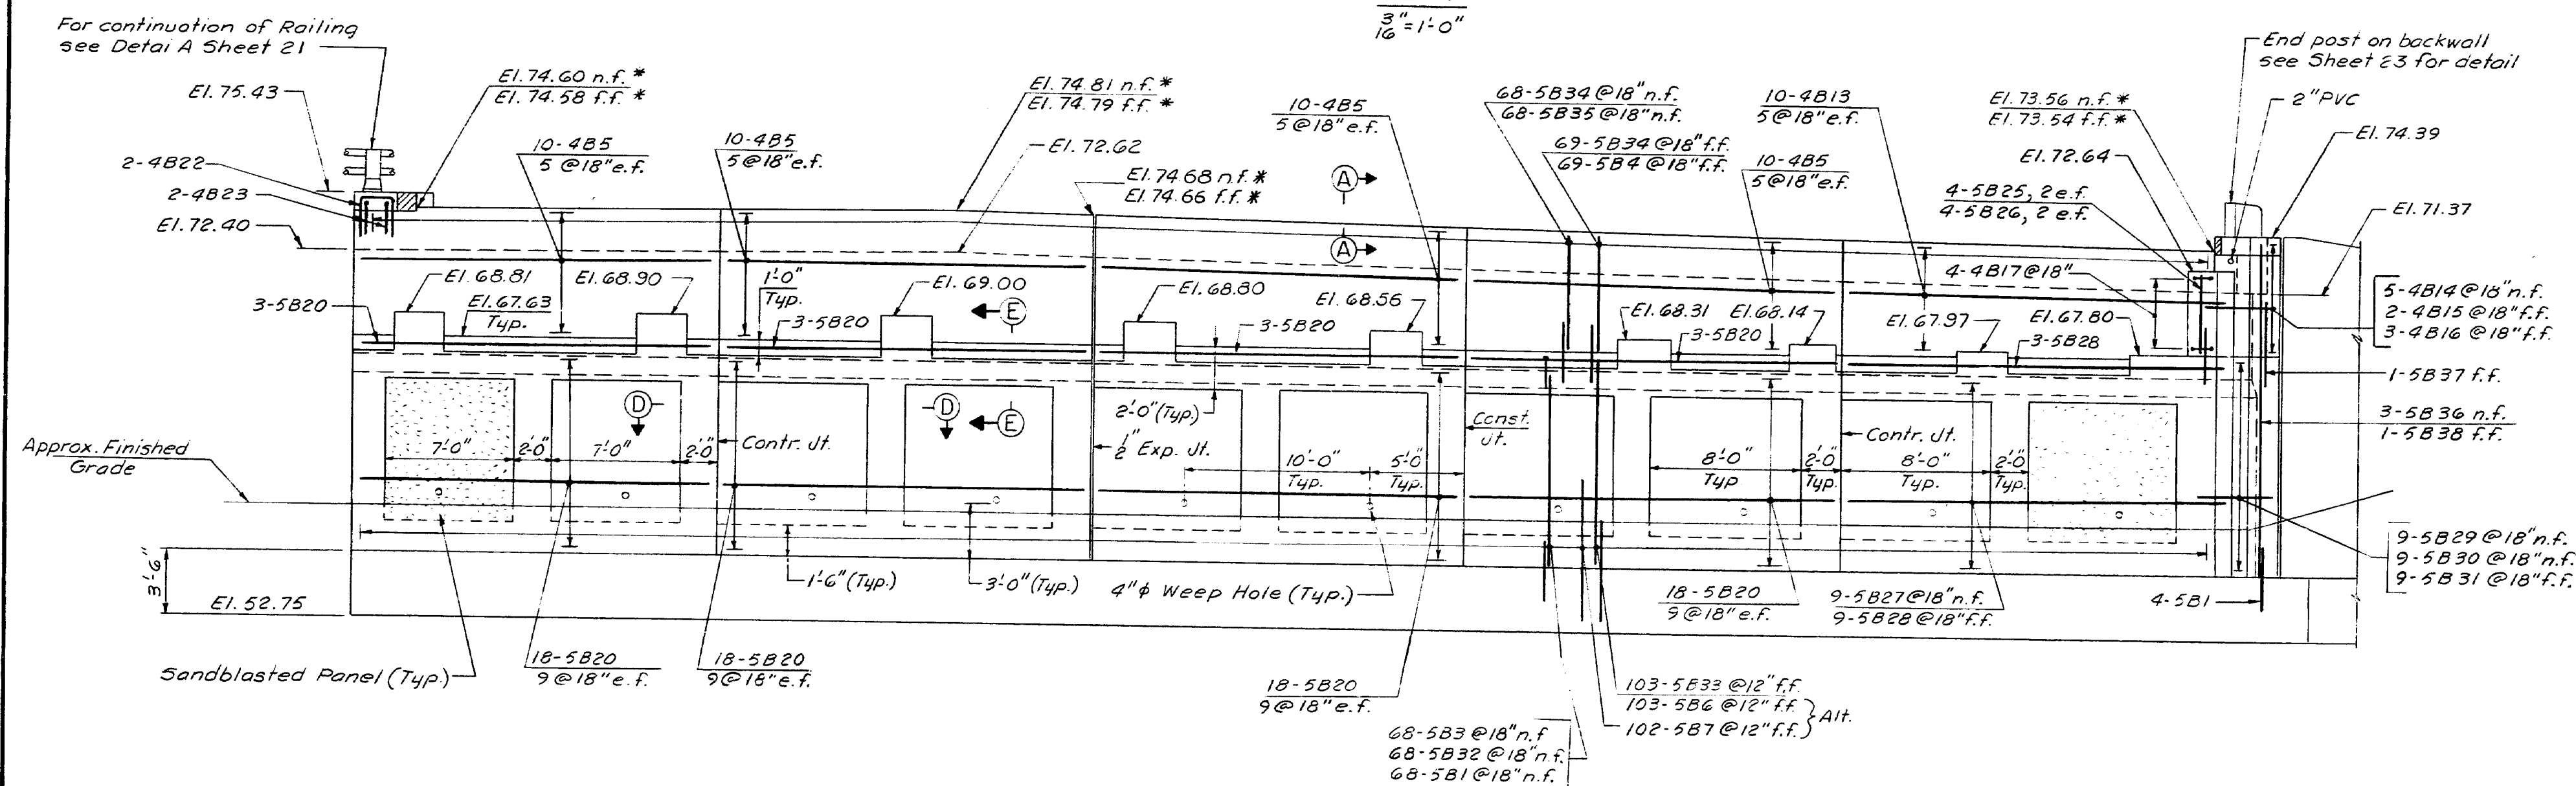 3"
16 = 1'-0"
For continuation of Railing
see Detai A Sheet 21
El. 75.43
El. 74.60 n.f. *
El. 74.58 f.f. *
El. 74.81 n.f. *
El. 74.79 f.f. *
2-4B22
2-4B23
El. 72.40
10-4B5
5 @ 18" e.f.
10-4B5
5 @ 18" e.f.
El. 72.62
El. 74.68 n.f. *
El. 74.66 f.f. *
10-4B5
5 @ 18" e.f.
A
A
68-5B34 @ 18" n.f.
68-5B35 @ 18" n.f.
69-5B34 @ 18" f.f.
69-5B4 @ 18" f.f.
10-4B13
5 @ 18" e.f.
10-4B5
5 @ 18" e.f.
End post on backwall
see Sheet 23 for detail
El. 73.56 n.f. *
El. 73.54 f.f. *
2" PVC
El. 74.39
El. 72.64
4-5B25, 2 e.f.
4-5B26, 2 e.f.
El. 71.37
4-4B17 @ 18"
5-4B14 @ 18" n.f.
2-4B15 @ 18" f.f.
3-4B16 @ 18" f.f.
1-5B37 f.f.
3-5B36 n.f.
1-5B38 f.f.
El. 68.81
El. 68.90
3-5B20
El. 67.63
Typ.
1'-0"
Typ.
3-5B20
El. 69.00
E
El. 68.80
3-5B20
El. 68.56
El. 68.31
El. 68.14
3-5B20
El. 67.97
El. 67.80
3-5B28
Approx. Finished
Grade
D
D
E
7'-0"
2'-0"
7'-0"
2'-0"
Contr. Jt.
2'-0" (Typ.)
1" Exp. Jt.
2
10'-0"
Typ.
5'-0"
Typ.
Const.
Jt.
8'-0"
Typ
2'-0"
Typ.
Contr. Jt.
8'-0"
Typ.
2'-0"
Typ.
3'-6"
El. 52.75
1'-6" (Typ.)
3'-0" (Typ.)
4" ϕ Weep Hole (Typ.)
18-5B20
9 @ 18" e.f.
9-5B27 @ 18" n.f.
9-5B28 @ 18" f.f.
4-5B1
9-5B29 @ 18" n.f.
9-5B30 @ 18" n.f.
9-5B31 @ 18" f.f.
Sandblasted Panel (Typ.)
18-5B20
9 @ 18" e.f.
18-5B20
9 @ 18" e.f.
18-5B20
9 @ 18" e.f.
103-5B33 @ 12" f.f.
103-5B6 @ 12" f.f.
102-5B7 @ 12" f.f.
} Alt.
68-5B3 @ 18" n.f
68-5B32 @ 18" n.f.
68-5B1 @ 18" n.f.